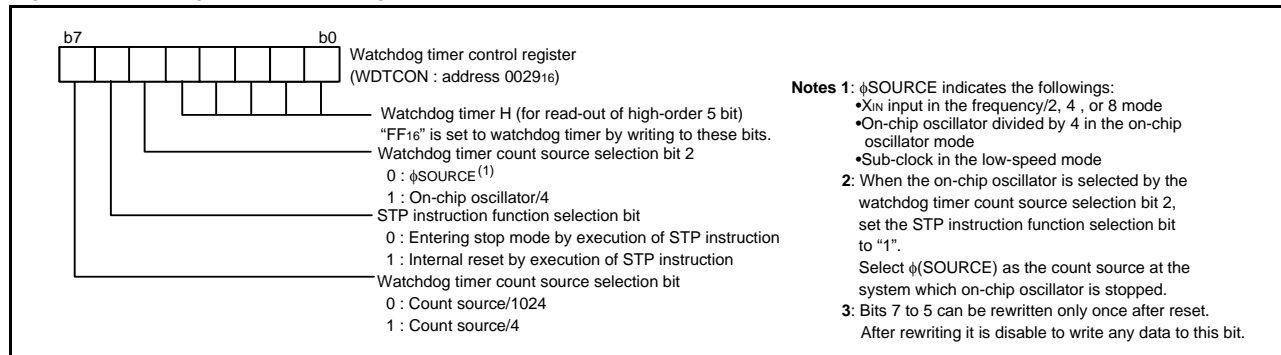 b7 b0
Watchdog timer control register
(WDTCON : address 002916)
Watchdog timer H (for read-out of high-order 5 bit)
“FF16” is set to watchdog timer by writing to these bits.
Watchdog timer count source selection bit 2
0 : ϕSOURCE(1)
1 : On-chip oscillator/4
STP instruction function selection bit
0 : Entering stop mode by execution of STP instruction
1 : Internal reset by execution of STP instruction
Watchdog timer count source selection bit
0 : Count source/1024
1 : Count source/4
Notes 1: ϕSOURCE indicates the followings:
•XIN input in the frequency/2, 4 , or 8 mode
•On-chip oscillator divided by 4 in the on-chip
oscillator mode
•Sub-clock in the low-speed mode
2: When the on-chip oscillator is selected by the
watchdog timer count source selection bit 2,
set the STP instruction function selection bit
to “1”.
Select ϕ(SOURCE) as the count source at the
system which on-chip oscillator is stopped.
3: Bits 7 to 5 can be rewritten only once after reset.
After rewriting it is disable to write any data to this bit.